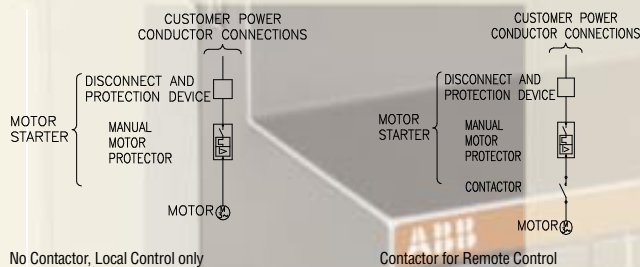 CUSTOMER POWER
CONDUCTOR CONNECTIONS
DISCONNECT AND
PROTECTION DEVICE
MOTOR
STARTER
MANUAL
MOTOR
PROTECTOR
MOTOR
M
No Contactor, Local Control only
CUSTOMER POWER
CONDUCTOR CONNECTIONS
DISCONNECT AND
PROTECTION DEVICE
MOTOR
STARTER
MANUAL
MOTOR
PROTECTOR
CONTACTOR
MOTOR
M
ABB
Contactor for Remote Control